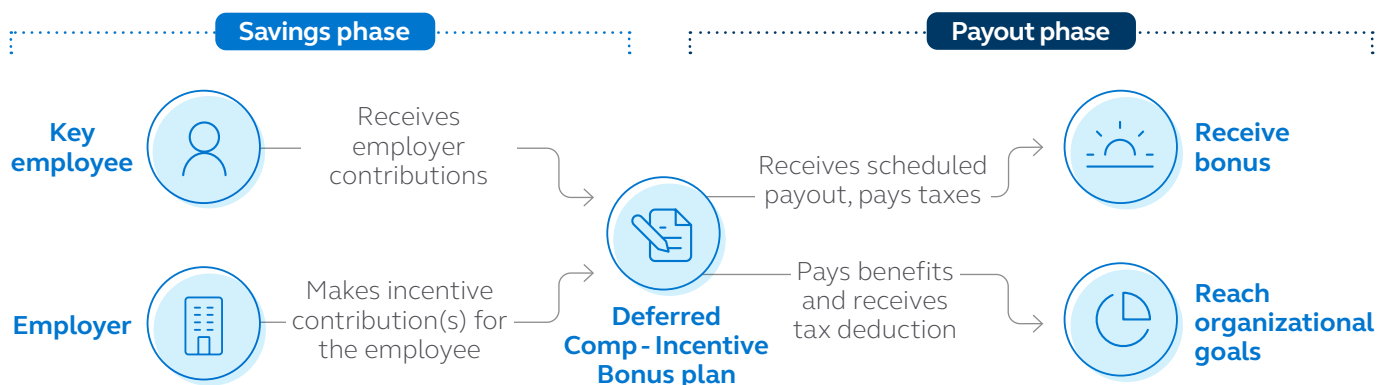 Savings phase
Payout phase
Key
employee
Receives
employer
contributions
Receives scheduled
payout, pays taxes
Receive
bonus
Employer
Makes incentive
contribution(s) for
the employee
Deferred
Comp - Incentive
Bonus plan
Pays benefits
and receives
tax deduction
Reach
organizational
goals